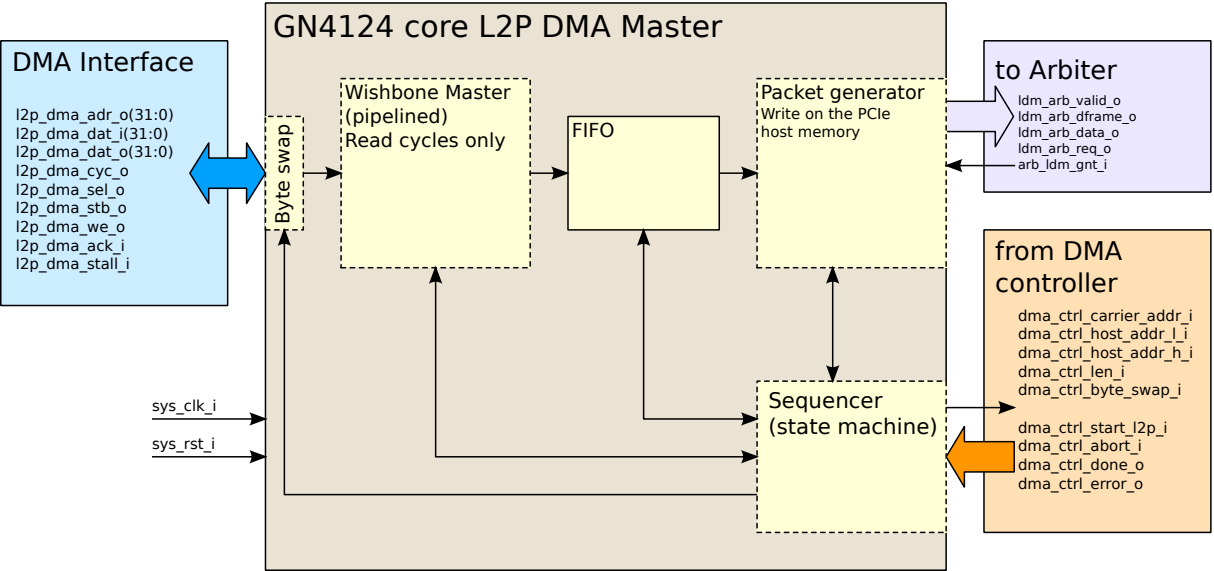 GN4124 core L2P DMA Master
DMA Interface
l2p_dma_adr_o(31:0)
l2p_dma_dat_i(31:0)
l2p_dma_dat_o(31:0)
l2p_dma_cyc_o
l2p_dma_sel_o
l2p_dma_stb_o
l2p_dma_we_o
l2p_dma_ack_i
l2p_dma_stall_i
Byte swap
Wishbone Master
(pipelined)
Read cycles only
FIFO
Packet generator
Write on the PCIe
host memory
to Arbiter
ldm_arb_valid_o
ldm_arb_dframe_o
ldm_arb_data_o
ldm_arb_req_o
arb_ldm_gnt_i
from DMA
controller
dma_ctrl_carrier_addr_i
dma_ctrl_host_addr_l_i
dma_ctrl_host_addr_h_i
dma_ctrl_len_i
dma_ctrl_byte_swap_i
dma_ctrl_start_l2p_i
dma_ctrl_abort_i
dma_ctrl_done_o
dma_ctrl_error_o
Sequencer
(state machine)
sys_clk_i
sys_rst_i